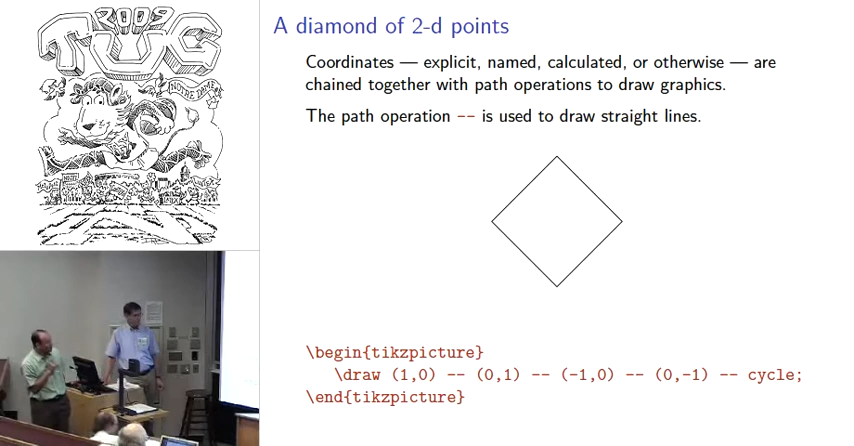 2009
TUG
NOTRE DAME
A diamond of 2-d points
Coordinates — explicit, named, calculated, or otherwise — are
chained together with path operations to draw graphics.
The path operation -- is used to draw straight lines.
\begin{tikzpicture}
\draw (1,0) -- (0,1) -- (-1,0) -- (0,-1) -- cycle;
\end{tikzpicture}